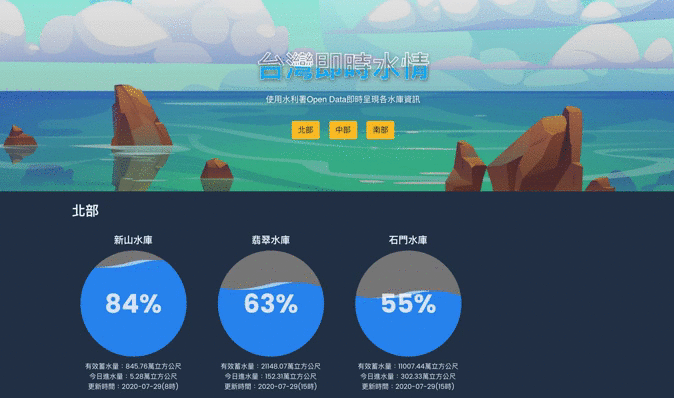 台灣即時水情
使用水利署Open Data即時呈現各水庫資訊
北部
中部
南部
北部
新山水庫
84%
有效蓄水量：845.76萬立方公尺
今日進水量：5.28萬立方公尺
更新時間：2020-07-29(8時)
翡翠水庫
63%
有效蓄水量：21148.07萬立方公尺
今日進水量：152.31萬立方公尺
更新時間：2020-07-29(15時)
石門水庫
55%
有效蓄水量：11007.44萬立方公尺
今日進水量：302.33萬立方公尺
更新時間：2020-07-29(15時)